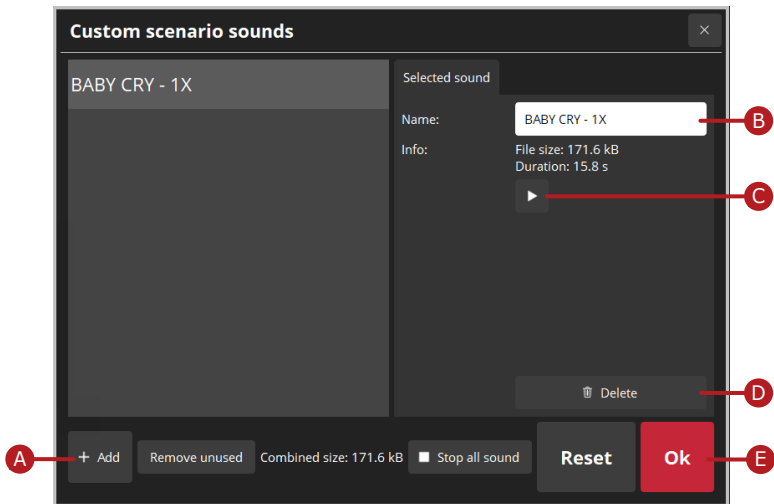 Custom scenario sounds
BABY CRY - 1X
Selected sound
Name:
BABY CRY - 1X
B
Info:
File size: 171.6 kB
Duration: 15.8 s
C
Delete
D
A
+ Add
Remove unused
Combined size: 171.6 kB
Stop all sound
Reset
Ok
E